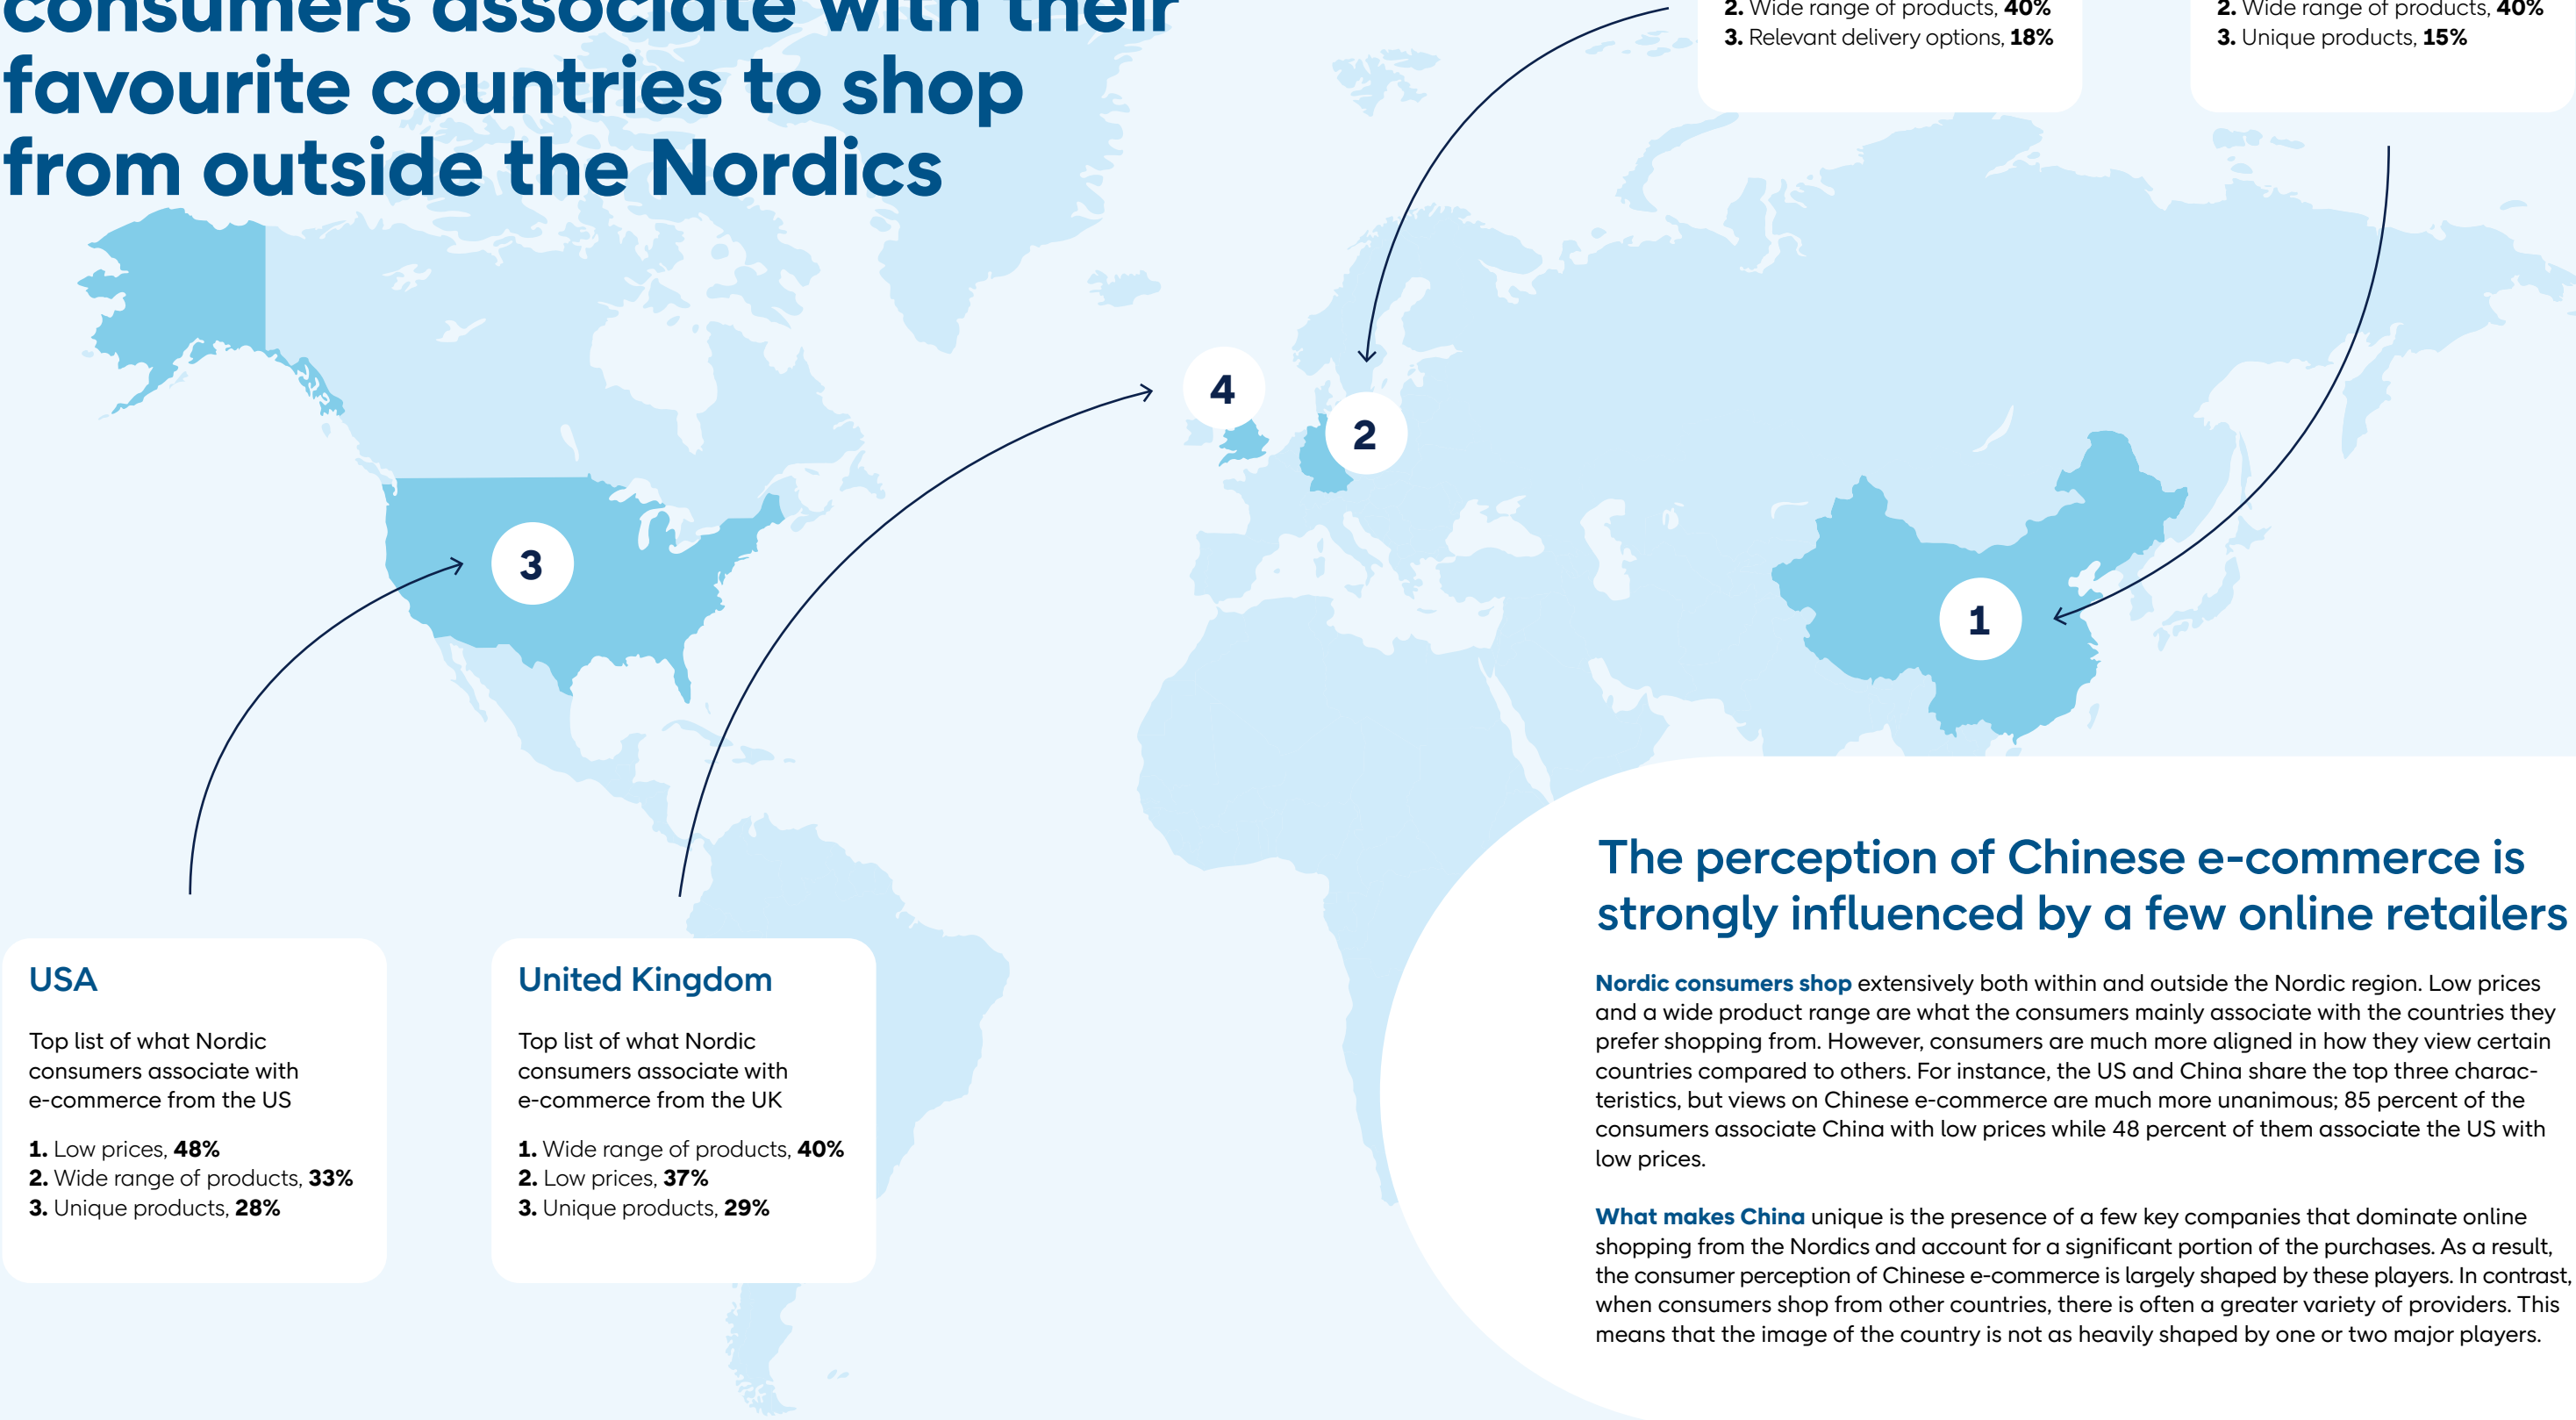 consumers associate with their
favourite countries to shop
from outside the Nordics
2. Wide range of products, 40%
3. Relevant delivery options, 18%
2. Wide range of products, 40%
3. Unique products, 15%
4
2
3
1
USA
Top list of what Nordic
consumers associate with
e-commerce from the US
1. Low prices, 48%
2. Wide range of products, 33%
3. Unique products, 28%
United Kingdom
Top list of what Nordic
consumers associate with
e-commerce from the UK
1. Wide range of products, 40%
2. Low prices, 37%
3. Unique products, 29%
The perception of Chinese e-commerce is
strongly influenced by a few online retailers
Nordic consumers shop extensively both within and outside the Nordic region. Low prices
and a wide product range are what the consumers mainly associate with the countries they
prefer shopping from. However, consumers are much more aligned in how they view certain
countries compared to others. For instance, the US and China share the top three charac-
teristics, but views on Chinese e-commerce are much more unanimous; 85 percent of the
consumers associate China with low prices while 48 percent of them associate the US with
low prices.
What makes China unique is the presence of a few key companies that dominate online
shopping from the Nordics and account for a significant portion of the purchases. As a result,
the consumer perception of Chinese e-commerce is largely shaped by these players. In contrast,
when consumers shop from other countries, there is often a greater variety of providers. This
means that the image of the country is not as heavily shaped by one or two major players.